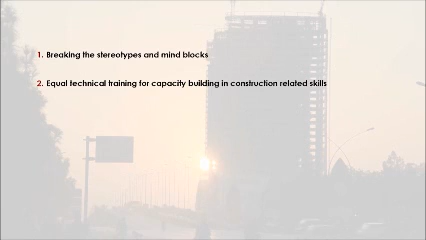 1. Breaking the stereotypes and mind blocks
2. Equal technical training for capacity building in construction related skills